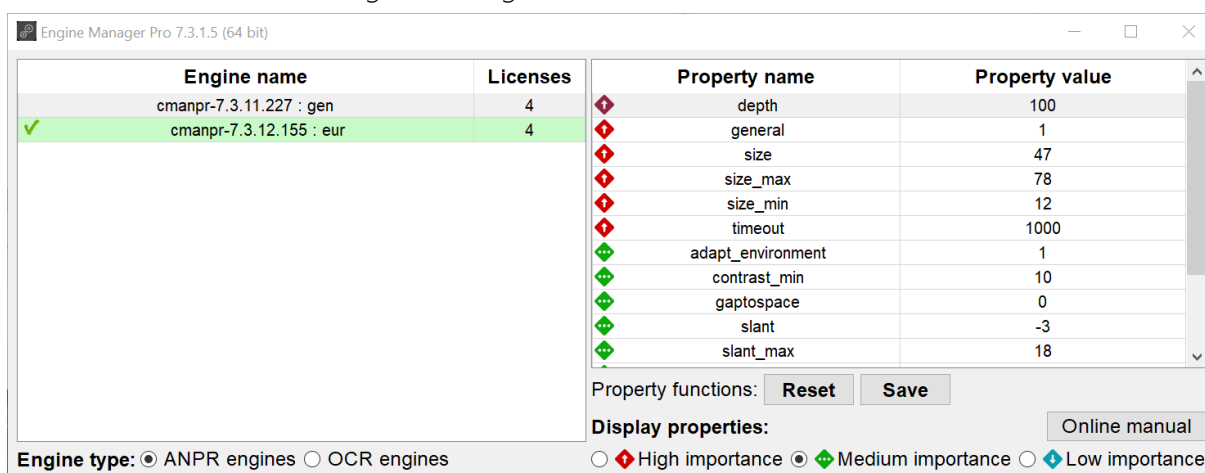 Engine Manager Pro 7.3.1.5 (64 bit)
Engine name Licenses Property name Property value
cmanpr-7.3.11.227 : gen 4 depth 100
cmanpr-7.3.12.155 : eur 4 general 1
size 47
size_max 78
size_min 12
timeout 1000
adapt_environment 1
contrast_min 10
gaptospace 0
slant -3
slant_max 18
Property functions: Reset Save
Display properties: Online manual
Engine type: ANPR engines OCR engines High importance Medium importance Low importance